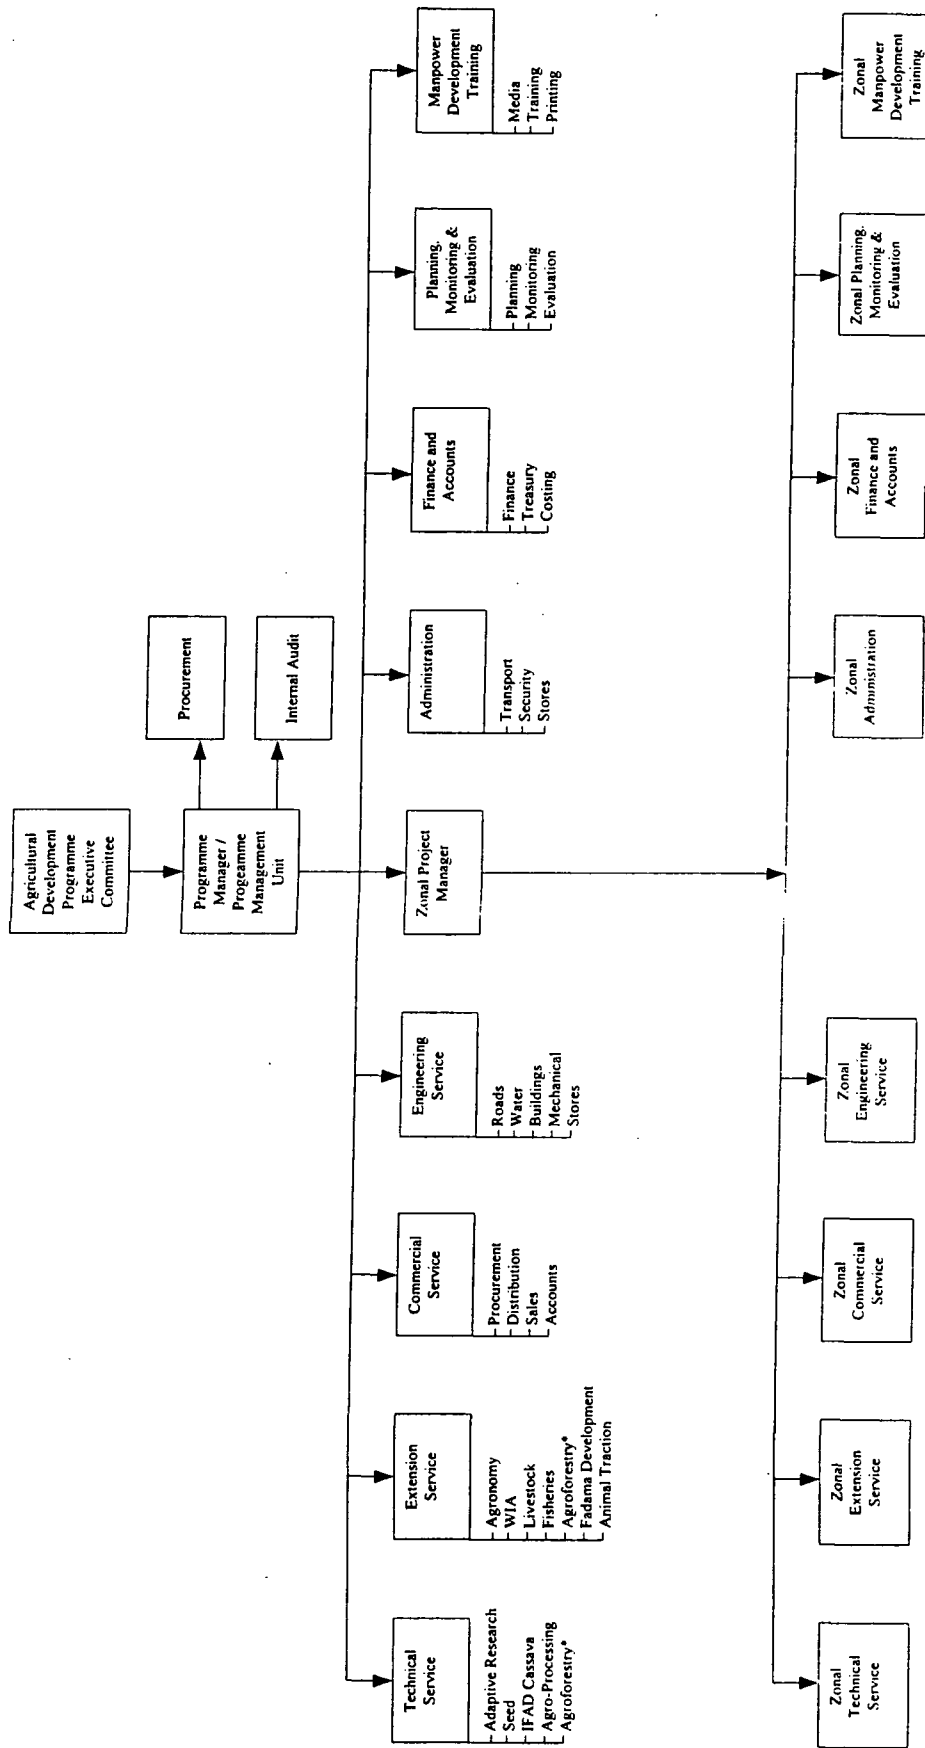 Agricultural
Development
Programme
Executive
Committee
Programme
Manager /
Progeamme
Management
Unit
Procurement
Internal Audit
Technical
Service
Adaptive Research
Seed
IFAD Cassava
Agro-Processing
Agroforestry*
Extension
Service
Agronomy
WIA
Livestock
Fisheries
Agroforestry*
Fadama Development
Animal Traction
Commercial
Service
Procurement
Distribution
Sales
Accounts
Engineering
Service
Roads
Water
Buildings
Mechanical
Stores
Zonal Project
Manager
Administration
Transport
Security
Stores
Finance and
Accounts
Finance
Treasury
Costing
Planning,
Monitoring &
Evaluation
Planning
Monitoring
Evaluation
Manpower
Development
Training
Media
Training
Printing
Zonal
Technical
Service
Zonal
Extension
Service
Zonal
Commercial
Service
Zonal
Engineering
Service
Zonal
Administration
Zonal
Finance and
Accounts
Zonal Planning,
Monitoring &
Evaluation
Zonal
Manpower
Development
Training